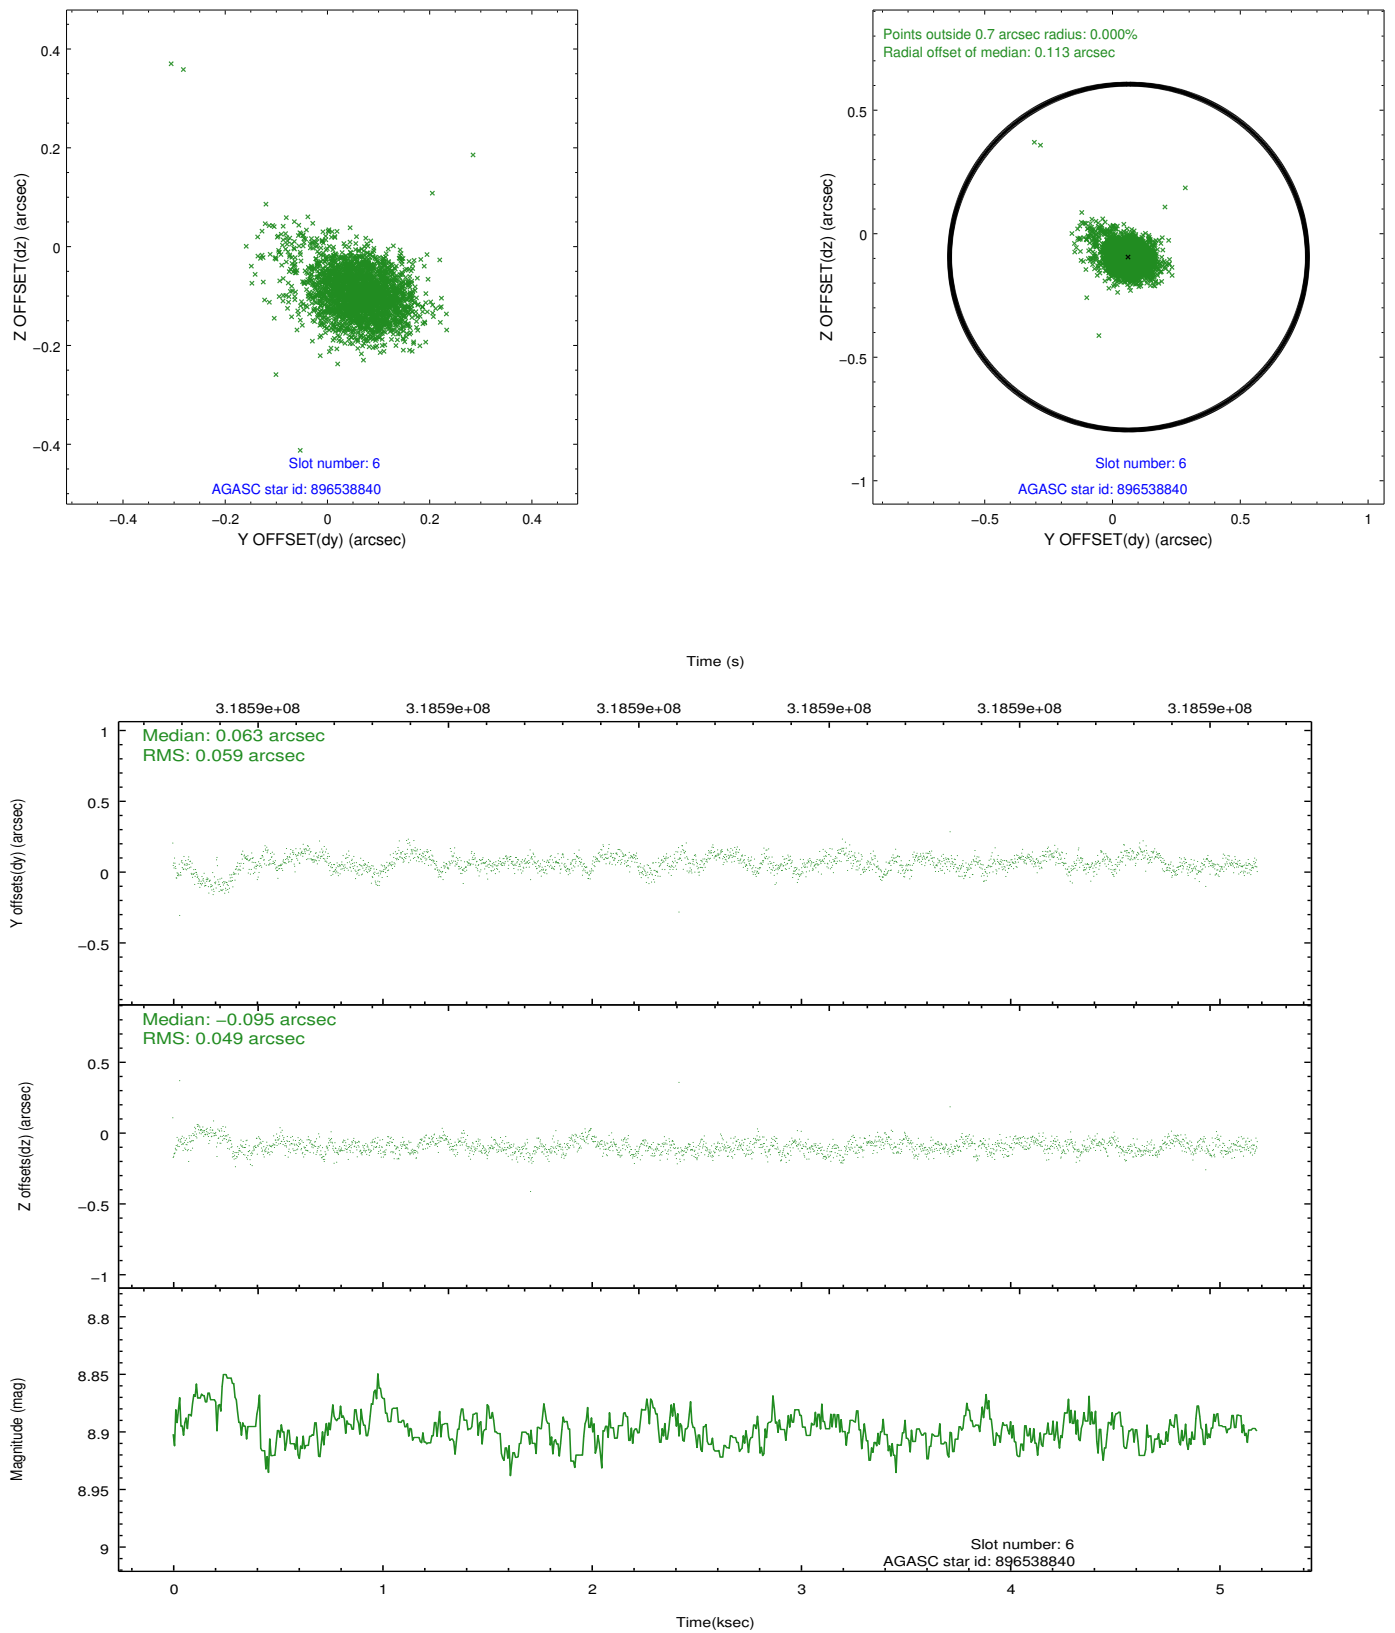 0.4
0.2
0
−0.2
−0.4
Z OFFSET(dz) (arcsec)
Slot number: 6
AGASC star id: 896538840
−0.4 −0.2 0 0.2 0.4
Y OFFSET(dy) (arcsec)
Points outside 0.7 arcsec radius: 0.000%
Radial offset of median: 0.113 arcsec
0.5
0
−0.5
−1
Z OFFSET(dz) (arcsec)
Slot number: 6
AGASC star id: 896538840
−0.5 0 0.5 1
Y OFFSET(dy) (arcsec)
Time (s)
3.1859e+08 3.1859e+08 3.1859e+08 3.1859e+08 3.1859e+08 3.1859e+08
Median: 0.063 arcsec
RMS: 0.059 arcsec
1
0.5
0
−0.5
Y offsets(dy) (arcsec)
Median: −0.095 arcsec
RMS: 0.049 arcsec
0.5
0
−0.5
−1
Z offsets(dz) (arcsec)
8.8
8.85
8.9
8.95
9
Magnitude (mag)
Slot number: 6
AGASC star id: 896538840
0 1 2 3 4 5
Time(ksec)